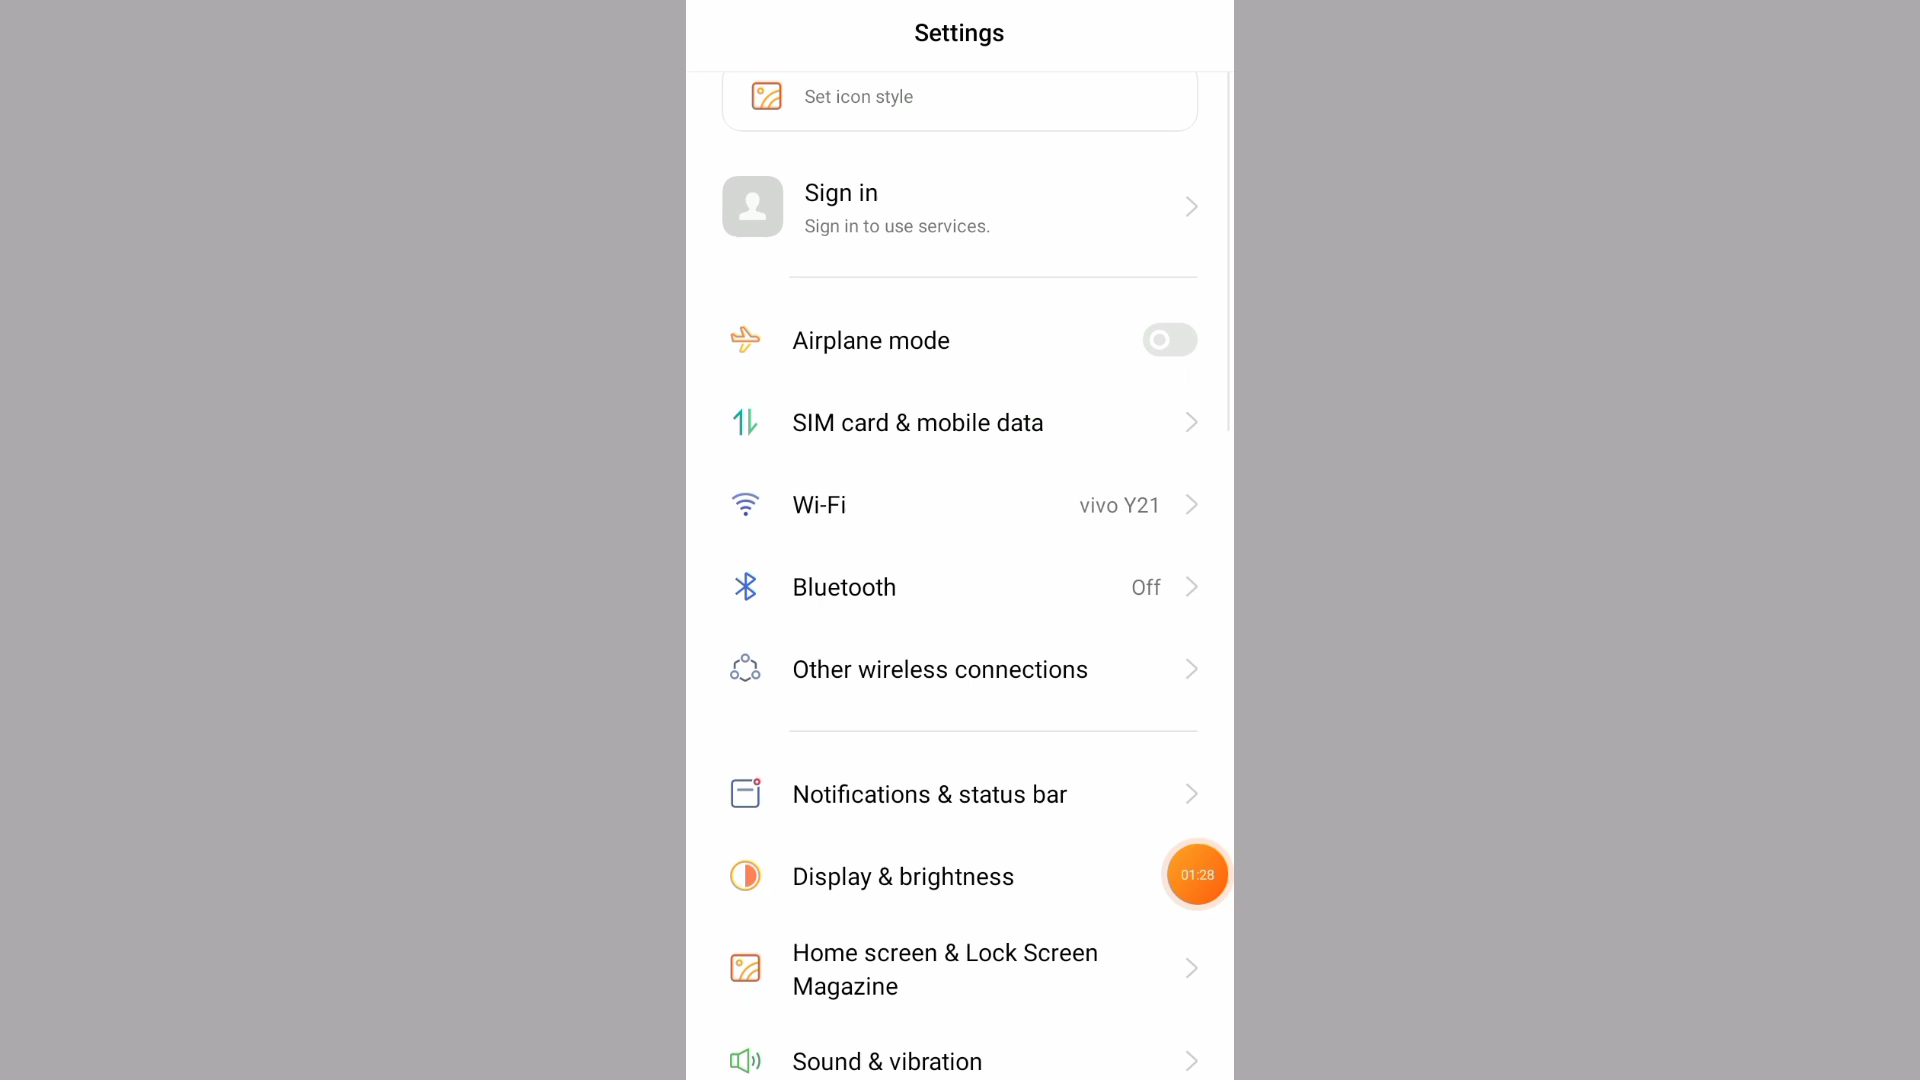 Settings
Set icon style
Sign in
Sign in to use services.
Airplane mode
SIM card & mobile data
Wi-Fi vivo Y21
Bluetooth Off
Other wireless connections
Notifications & status bar
Display & brightness
01:28
Home screen & Lock Screen
Magazine
Sound & vibration